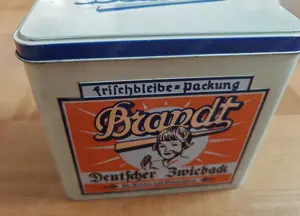 Frischbleibe=Packung
Brandt
Deutscher Zwieback